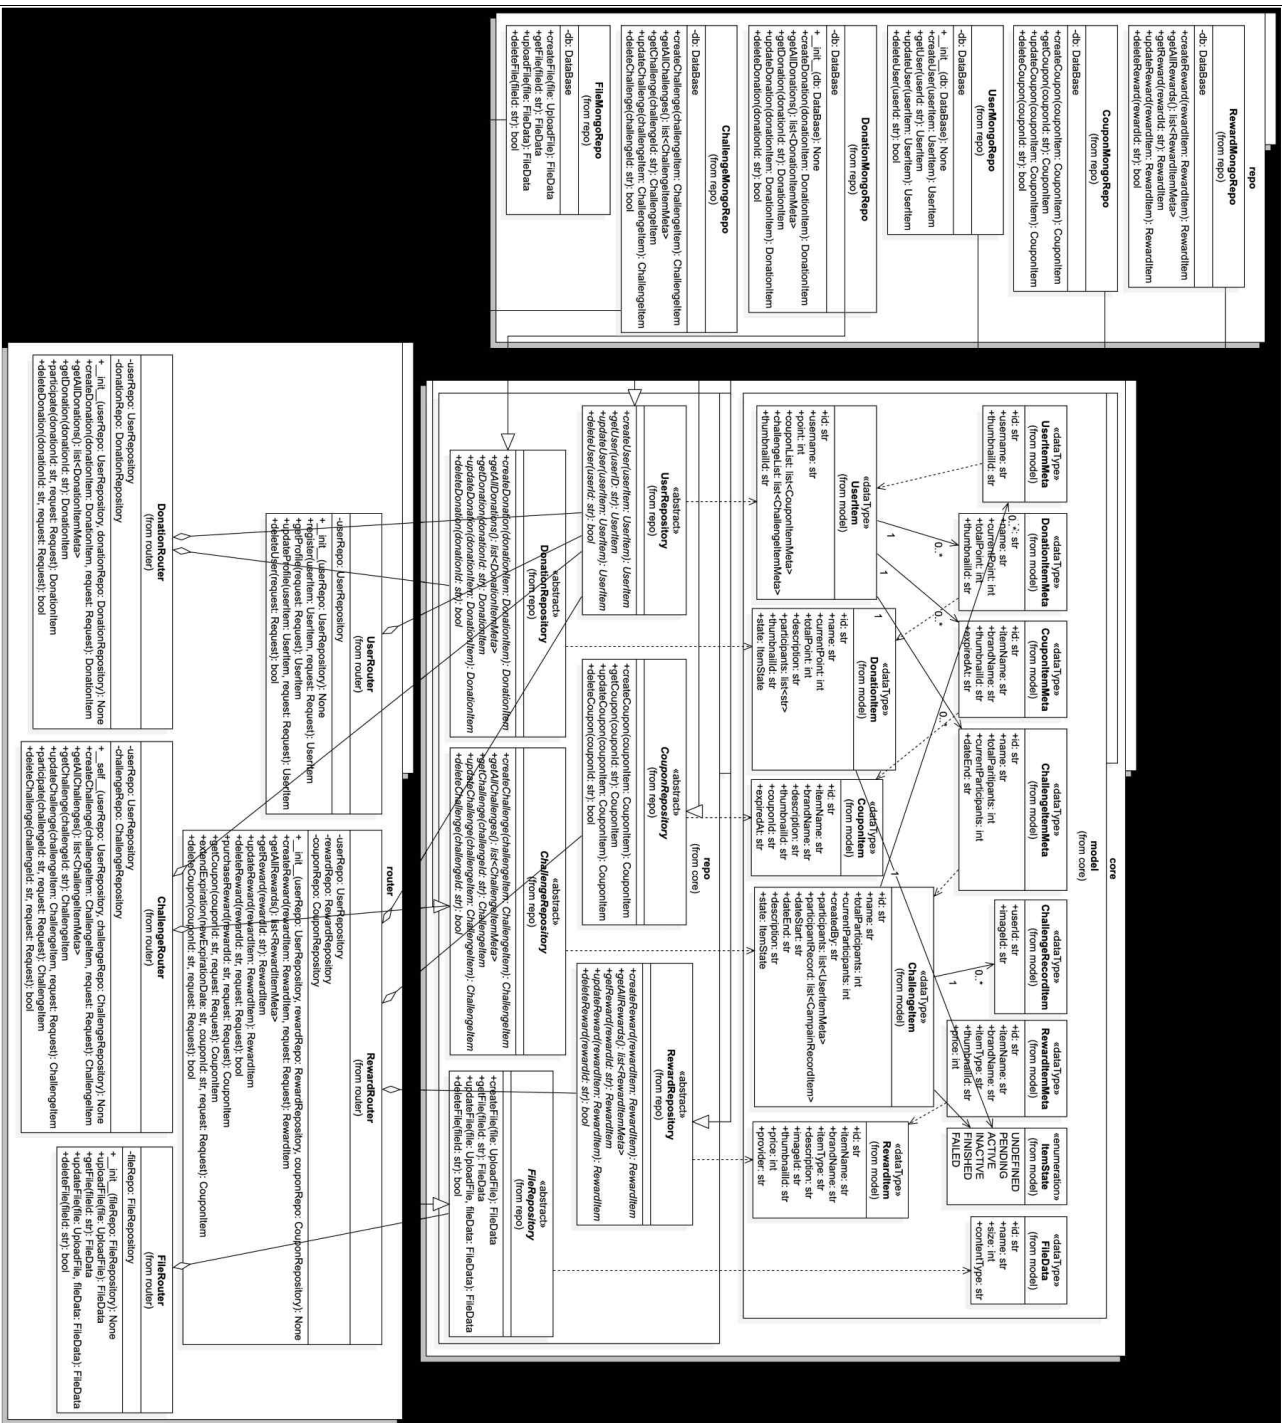 repo
RewardMongoRepo
(from repo)
-db: DataBase
+createReward(rewardItem: RewardItem): RewardItem
+getAllRewards(): list<RewardItemMeta>
+getReward(rewardId: str): RewardItem
+updateReward(rewardItem: RewardItem): RewardItem
+deleteReward(rewardId: str): bool
CouponMongoRepo
(from repo)
-db: DataBase
+createCoupon(couponItem: CouponItem): CouponItem
+getCoupon(couponId: str): CouponItem
+updateCoupon(couponItem: CouponItem): CouponItem
+deleteCoupon(couponId: str): bool
UserMongoRepo
(from repo)
-db: DataBase
+__init__(db: DataBase): None
+createUser(userItem: UserItem): UserItem
+getUser(userId: str): UserItem
+updateUser(userItem: UserItem): UserItem
+deleteUser(userId: str): bool
DonationMongoRepo
(from repo)
-db: DataBase
+__init__(db: DataBase): None
+createDonation(donationItem: DonationItem): DonationItem
+getAllDonations(): list<DonationItemMeta>
+getDonation(donationId: str): DonationItem
+updateDonation(donationItem: DonationItem): DonationItem
+deleteDonation(donationId: str): bool
ChallengeMongoRepo
(from repo)
-db: DataBase
+createChallenge(challengeItem: ChallengeItem): ChallengeItem
+getAllChallenges(): list<ChallengeItemMeta>
+getChallenge(challengeId: str): ChallengeItem
+updateChallenge(challengeItem: ChallengeItem): ChallengeItem
+deleteChallenge(challengeId: str): bool
FileMongoRepo
(from repo)
-db: DataBase
+createFile(file: UploadFile): FileData
+getFile(fileId: str): FileData
+uploadFile(file: FileData): FileData
+deleteFile(fileId: str): bool
core
model
(from core)
«dataType»
UserItemMeta
(from model)
+id: str
+username: str
+thumbnailId: str
«dataType»
DonationItemMeta
(from model)
: str
+name: str
+currentPoint: int
+totalPoint: int
+thumbnailId: str
«dataType»
CouponItemMeta
(from model)
+id: str
+itemName: str
+brandName: str
+thumbnailId: str
+expiredAt: str
«dataType»
ChallengeItemMeta
(from model)
+id: str
+name: str
+totalParitipants: int
+currentParticipants: int
+dateEnd: str
«dataType»
ChallengeRecordItem
(from model)
+userId: str
+imageId: str
«dataType»
RewardItemMeta
(from model)
+id: str
+itemName: str
+brandName: str
+itemType: str
+thumbnailId: str
+price: int
«enumeration»
ItemState
(from model)
UNDEFINED
PENDING
ACTIVE
INACTIVE
FINISHED
FAILED
«dataType»
FileData
(from model)
+id: str
+name: str
+size: int
+contentType: str
0..*
0..*
0..*
0..*
0..*
1
1
1
1
«dataType»
UserItem
(from model)
+id: str
+username: str
+point: int
+couponList: list<CouponItemMeta>
+challengeList: list<ChallengeItemMeta>
+thumbnailId: str
«dataType»
DonationItem
(from model)
+id: str
+name: str
+currentPoint: int
+totalPoint: int
+description: str
+participants: list<str>
+thumbnailId: str
+state: ItemState
«dataType»
CouponItem
(from model)
+id: str
+itemName: str
+brandName: str
+description: str
+thumbnailId: str
+couponId: str
+expiredAt: str
«dataType»
ChallengeItem
(from model)
+id: str
+name: str
+totalParticipants: int
+currentParticipants: int
+createdBy: str
+participants: list<UserItemMeta>
+participantRecord: list<CampainRecordItem>
+dateStart: str
+dateEnd: str
+description: str
+state: ItemState
«dataType»
RewardItem
(from model)
+id: str
+itemName: str
+brandName: str
+itemType: str
+description: str
+imageId: str
+thumbnailId: str
+price: int
+provider: str
repo
(from core)
«abstract»
UserRepository
(from repo)
+createUser(userItem: UserItem): UserItem
+getUser(userID: str): UserItem
+updateUser(userItem: UserItem): UserItem
+deleteUser(userId: str): bool
«abstract»
CouponRepository
(from repo)
+createCoupon(couponItem: CouponItem): CouponItem
+getCoupon(couponId: str): CouponItem
+updateCoupon(couponItem: CouponItem): CouponItem
+deleteCoupon(couponId: str): bool
«abstract»
RewardRepository
(from repo)
+createReward(rewardItem: RewardItem): RewardItem
+getAllRewards(): list<RewardItemMeta>
+getReward(rewardId: str): RewardItem
+updateReward(rewardItem: RewardItem): RewardItem
+deleteReward(rewardId: str): bool
«abstract»
DonationRepository
(from repo)
+createDonation(donationItem: DonationItem): DonationItem
+getAllDonations(): list<DonationItemMeta>
+getDonation(donationId: str): DonationItem
+updateDonation(donationItem: DonationItem): DonationItem
+deleteDonation(donationId: str): bool
«abstract»
ChallengeRepository
(from repo)
+createChallenge(challengeItem: ChallengeItem): ChallengeItem
+getAllChallenges(): list<ChallengeItemMeta>
+getChallenge(challengeId: str): ChallengeItem
+updateChallenge(challengeItem: ChallengeItem): ChallengeItem
+deleteChallenge(challengeId: str): bool
«abstract»
FileRepository
(from repo)
+createFile(file: UploadFile): FileData
+getFile(fileId: str): FileData
+updateFile(file: UploadFile, fileData: FileData): FileData
+deleteFile(fileId: str): bool
router
UserRouter
(from router)
-userRepo: UserRepository
+__init__(userRepo: UserRepository): None
+register(userItem: UserItem, request: Request): UserItem
+getProfile(request: Request): UserItem
+updateProfile(userItem: UserItem, request: Request): UserItem
+deleteUser(request: Request): bool
RewardRouter
(from router)
-userRepo: UserRepository
-rewardRepo: RewardRepository
-couponRepo: CouponRepository
+__init__(userRepo: UserRepository, rewardRepo: RewardRepository, couponRepo: CouponRepository): None
+createReward(rewardItem: RewardItem, request: Request): RewardItem
+getAllRewards(): list<RewardItemMeta>
+getReward(rewardId: str): RewardItem
+updateReward(rewardItem: RewardItem): RewardItem
+deleteReward(rewardId: str, request: Request): bool
+purchaseReward(rewardId: str, request: Request): CouponItem
+getCoupon(couponId: str, request: Request): CouponItem
+extendExpiration(newExpirationDate: str, couponId: str, request: Request): CouponItem
+deleteCoupon(couponId: str, request: Request): bool
DonationRouter
(from router)
-userRepo: UserRepository
-donationRepo: DonationRepository
+__init__(userRepo: UserRepository, donationRepo: DonationRepository): None
+createDonation(donationItem: DonationItem, request: Request): DonationItem
+getAllDonations(): list<DonationMeta>
+getDonation(donationId: str): DonationItem
+participate(donationId: str, request: Request): DonationItem
+deleteDonation(donationId: str, request: Request): bool
ChallengeRouter
(from router)
-userRepo: UserRepository
-challengeRepo: ChallengeRepository
+__self__(userRepo: UserRepository, challengeRepo: ChallengeRepository): None
+createChallenge(challengeItem: ChallengeItem, request: Request): ChallengeItem
+getAllChallenges(): list<ChallengeItemMeta>
+getChallenge(challengeId: str): ChallengeItem
+updateChallenge(challengeItem: ChallengeItem, request: Request): ChallengeItem
+participate(challengeId: str, request: Request): ChallengeItem
+deleteChallenge(challengeId: str, request: Request): bool
FileRouter
(from router)
-fileRepo: FileRepository
+__init__(fileRepo: FileRepository): None
+uploadFile(file: UploadFile): FileData
+getFile(fileId: str): FileData
+updateFile(file: UploadFile, fileData: FileData): FileData
+deleteFile(fileId: str): bool